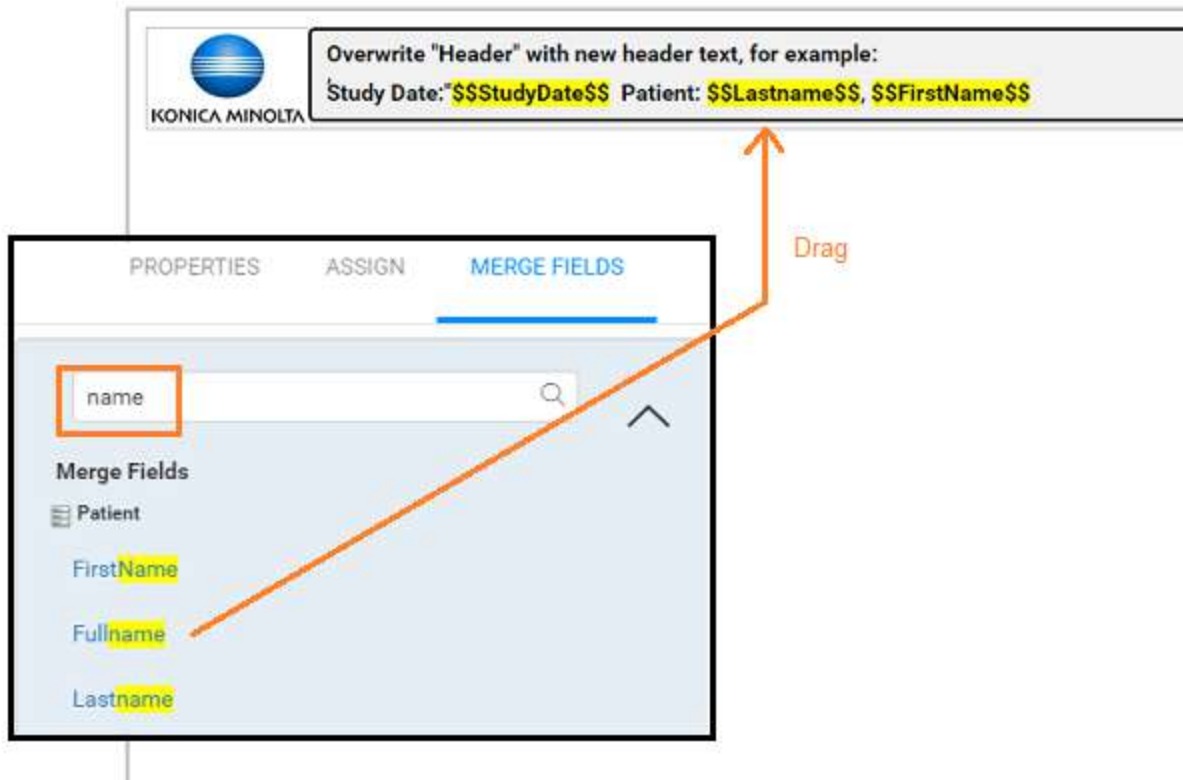 Overwrite "Header" with new header text, for example:
Study Date:"$$StudyDate$$ Patient: $$Lastname$$, $$FirstName$$
KONICA MINOLTA
Drag
PROPERTIES ASSIGN MERGE FIELDS
name
Merge Fields
Patient
FirstName
Fullname
Lastname